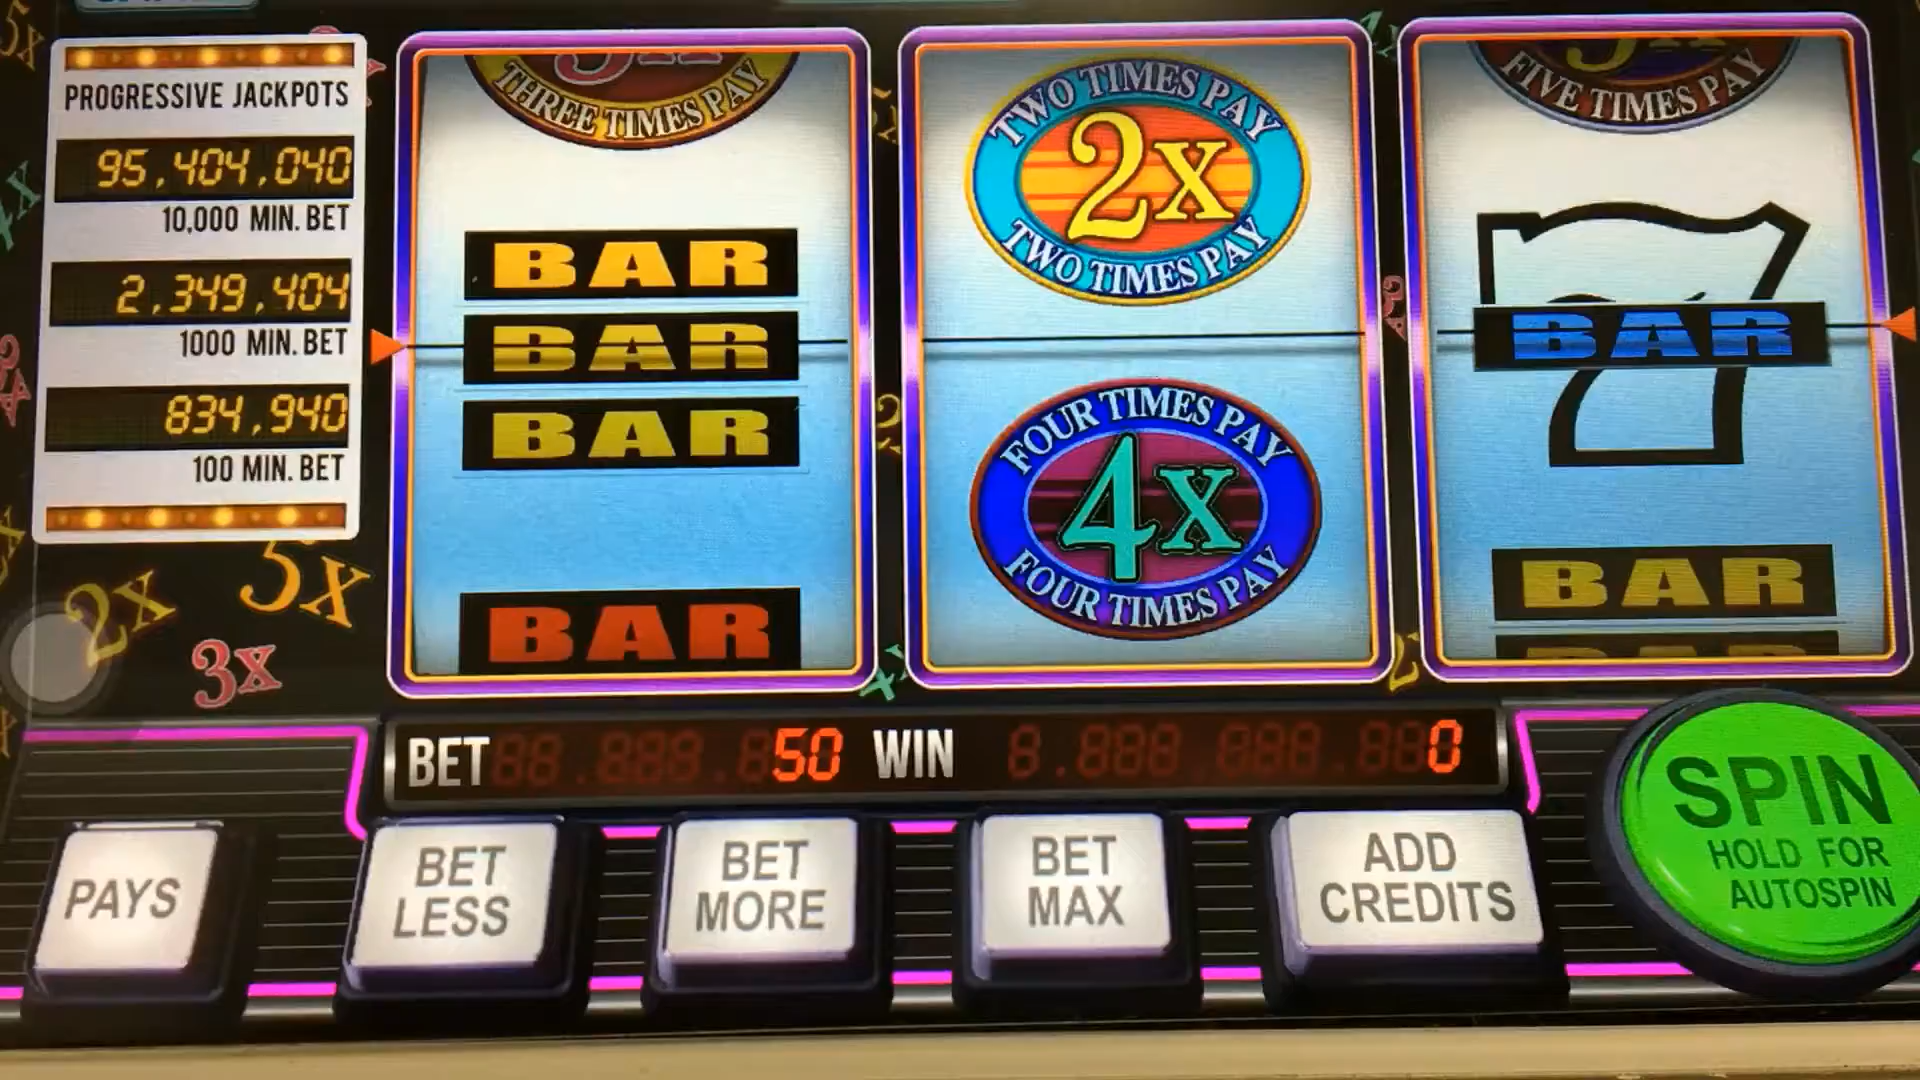 PROGRESSIVE JACKPOTS
95,404,040
10,000 MIN. BET
2,349,404
1000 MIN. BET
834,940
100 MIN. BET
2x
5x
3x
THREE TIMES PAY
BAR
BAR
BAR
BAR
TWO TIMES PAY
2x
TWO TIMES PAY
FOUR TIMES PAY
4x
FOUR TIMES PAY
FIVE TIMES PAY
7
BAR
BAR
BAR
BET 50 WIN 0
PAYS
BET
LESS
BET
MORE
BET
MAX
ADD
CREDITS
SPIN
HOLD FOR
AUTOSPIN